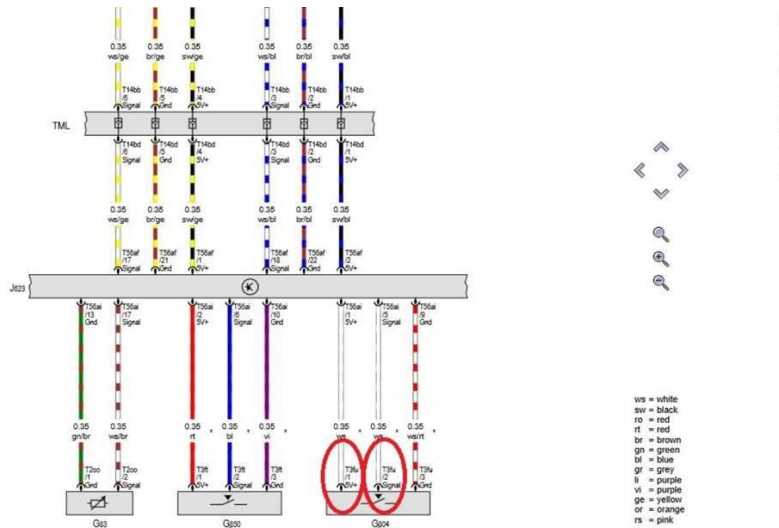 0.35 0.35 0.35 0.35 0.35 0.35
ws/ge br/ge sw/ge ws/bl br/bl sw/bl
T14bb T14bb T14bb T14bb T14bb T14bb
/6 /5 /4 /3 /2 /1
Signal Gnd 5V+ Signal Gnd 5V+
TML
T14bd T14bd T14bd T14bd T14bd T14bd
/6 /5 /4 /3 /2 /1
Signal Gnd 5V+ Signal Gnd 5V+
0.35 0.35 0.35 0.35 0.35 0.35
ws/ge br/ge sw/ge ws/bl br/bl sw/bl
T56af T56af T56af T56af T56af T56af
/17 /21 /1 /18 /22 /2
Signal Gnd 5V+ Signal Gnd 5V+
J623
T56ai T56ai T56ai T56ai T56ai T56ai T56ai T56ai
/13 /17 /2 /6 /10 /1 /5 /9
Gnd Signal 5V+ Signal Gnd 5V+ Signal Gnd
0.35 0.35 0.35 0.35 0.35 0.35 0.35 0.35
gn/br ws/br rt * bl * vi * ws * ws * ws/rt *
T2oo T2oo T3ft T3ft T3ft T3fu T3fu T3fu
/1 /2 /1 /2 /3 /1 /2 /3
Gnd Signal 5V+ Signal Gnd 5V+ Signal Gnd
G83 G850 G804
ws = white
sw = black
ro = red
rt = red
br = brown
gn = green
bl = blue
gr = grey
li = purple
vi = purple
ge = yellow
or = orange
rs = pink